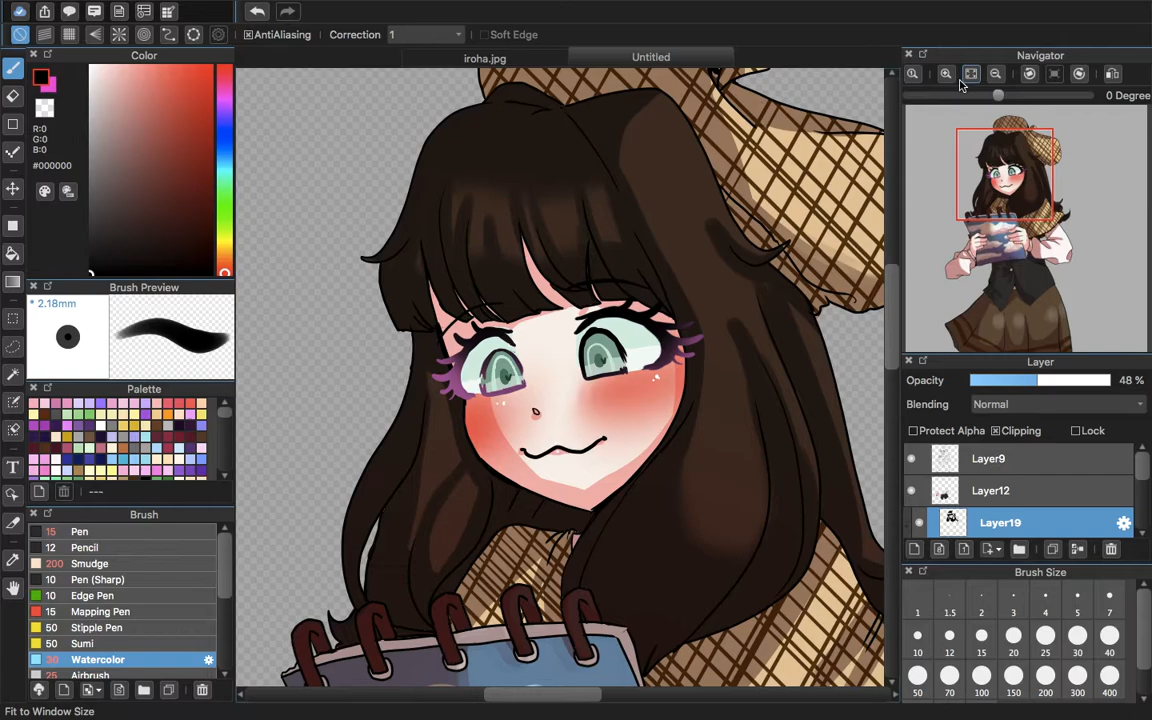 AntiAliasing Correction 1 Soft Edge
Color iroha.jpg Untitled Navigator
0 Degree
R:0
G:0
B:0
#000000
Brush Preview
* 2.18mm
Palette
---
Brush
15 Pen
12 Pencil
200 Smudge
10 Pen (Sharp)
10 Edge Pen
15 Mapping Pen
50 Stipple Pen
50 Sumi
30 Watercolor
25 Airbrush
Layer
Opacity 48 %
Blending Normal
Protect Alpha Clipping Lock
Layer9
Layer12
Layer19
Brush Size
1 1.5 2 3 4 5 7
10 12 15 20 25 30 40
50 70 100 150 200 300 400
Fit to Window Size